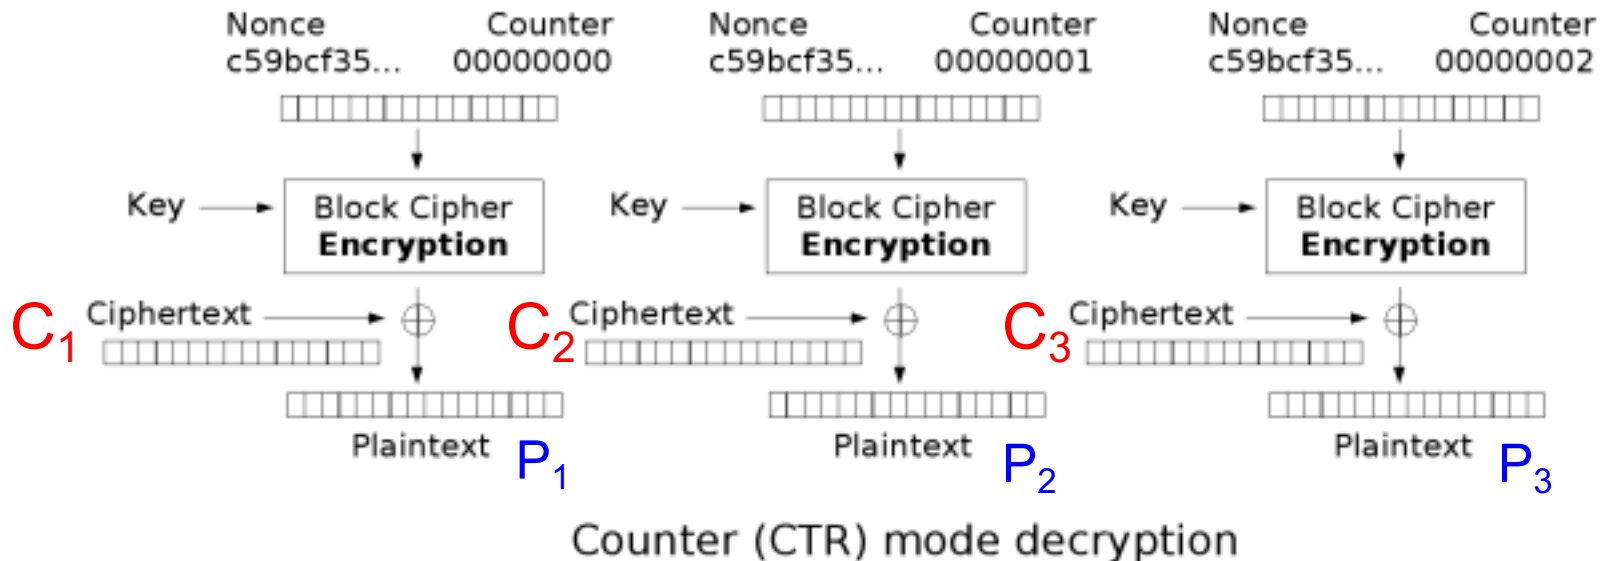 Nonce Counter Nonce Counter Nonce Counter
c59bcf35... 00000000 c59bcf35... 00000001 c59bcf35... 00000002
Key Block Cipher Key Block Cipher Key Block Cipher
Encryption Encryption Encryption
C1 Ciphertext C2 Ciphertext C3 Ciphertext
Plaintext P1 Plaintext P2 Plaintext P3
Counter (CTR) mode decryption